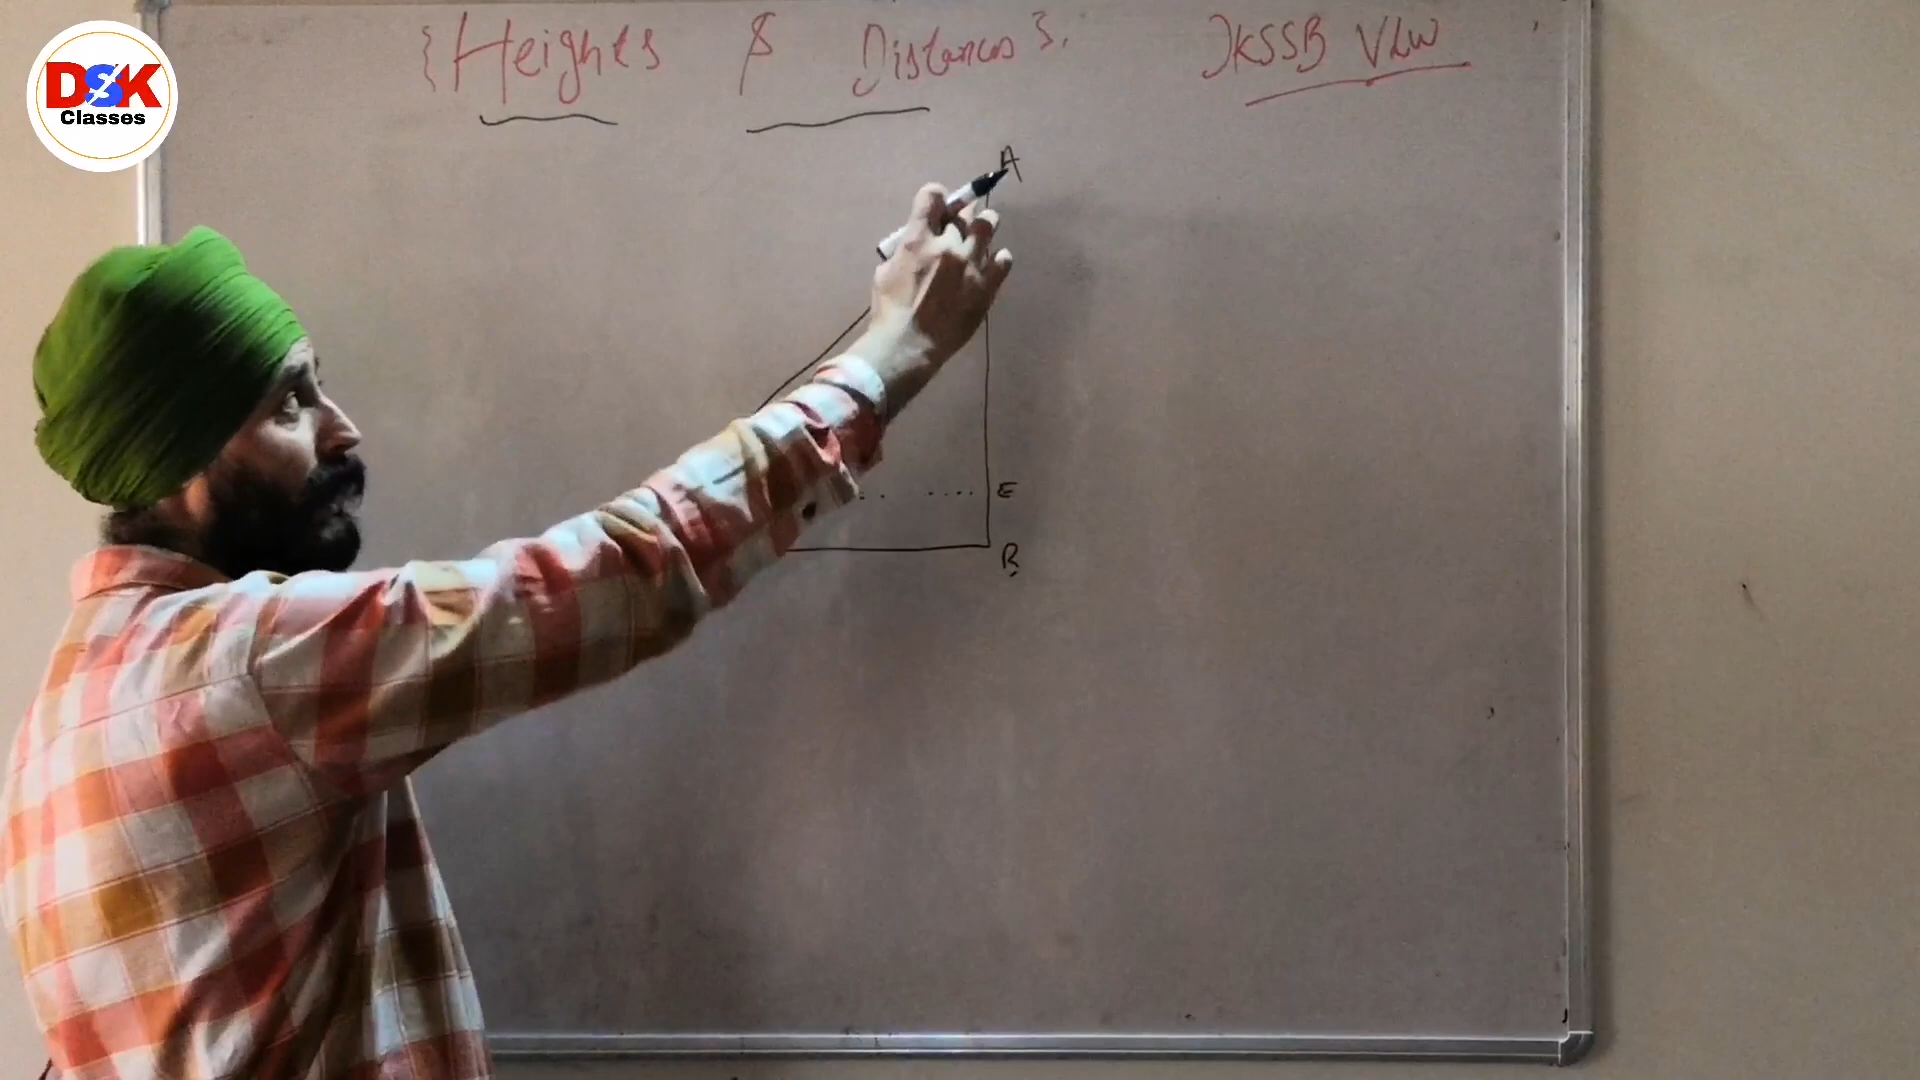 DSK
Classes
{Heights & Distances}. JKSSB VLW
A
E
B